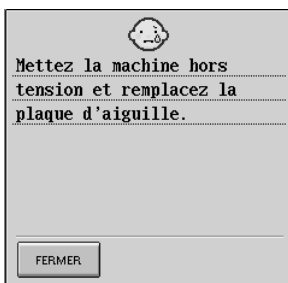 Mettez la machine hors
tension et remplacez la
plaque d'aiguille.
FERMER